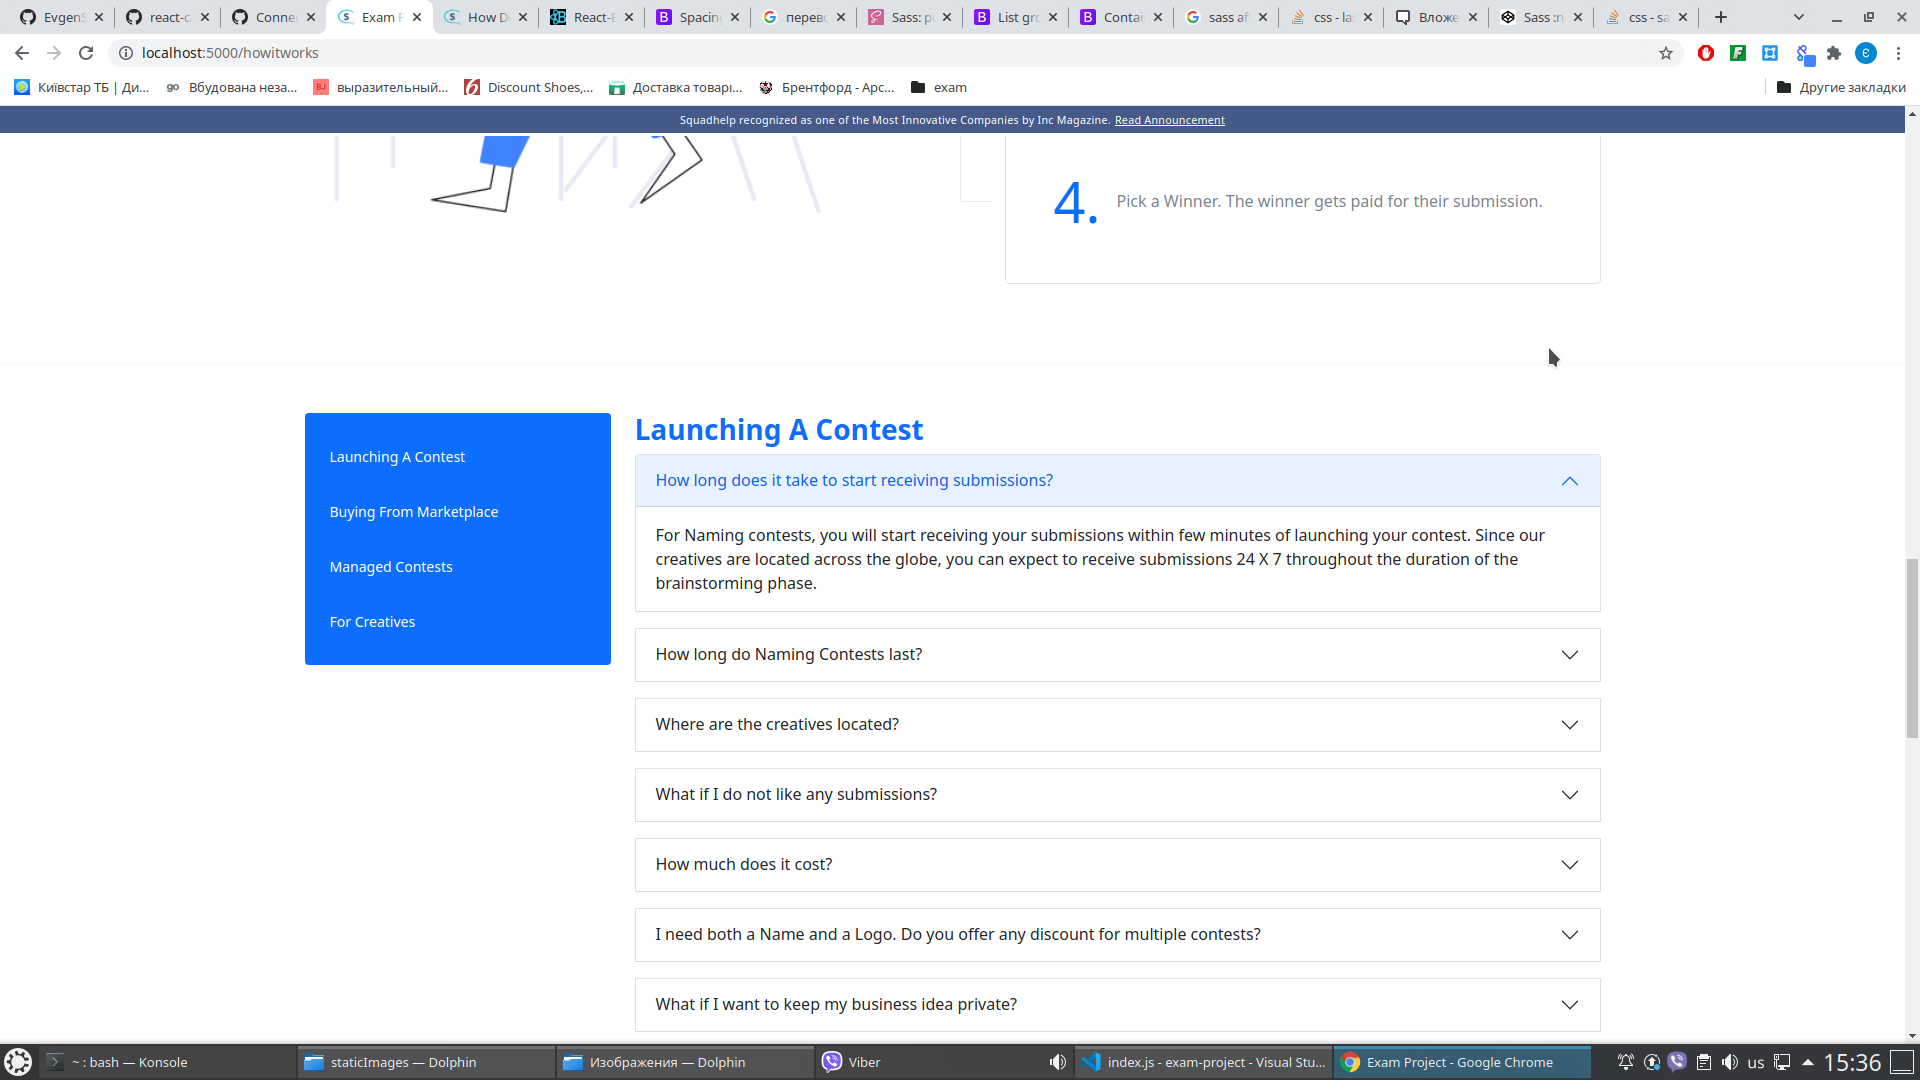 EvgenS
react-c
Conne
Exam P
How D
React-B
Spacing
перево
Sass: p
List gro
Contai
sass aft
css - la
Вложе
Sass :n
css - sa
localhost:5000/howitworks
Київстар ТБ | Ди...
Вбудована неза...
выразительный...
Discount Shoes,...
Доставка товарі...
Брентфорд - Арс...
exam
Другие закладки
Squadhelp recognized as one of the Most Innovative Companies by Inc Magazine. Read Announcement
4. Pick a Winner. The winner gets paid for their submission.
Launching A Contest
Buying From Marketplace
Managed Contests
For Creatives
Launching A Contest
How long does it take to start receiving submissions?
For Naming contests, you will start receiving your submissions within few minutes of launching your contest. Since our
creatives are located across the globe, you can expect to receive submissions 24 X 7 throughout the duration of the
brainstorming phase.
How long do Naming Contests last?
Where are the creatives located?
What if I do not like any submissions?
How much does it cost?
I need both a Name and a Logo. Do you offer any discount for multiple contests?
What if I want to keep my business idea private?
~ : bash — Konsole
staticImages — Dolphin
Изображения — Dolphin
Viber
index.js - exam-project - Visual Stu...
Exam Project - Google Chrome
us
15:36